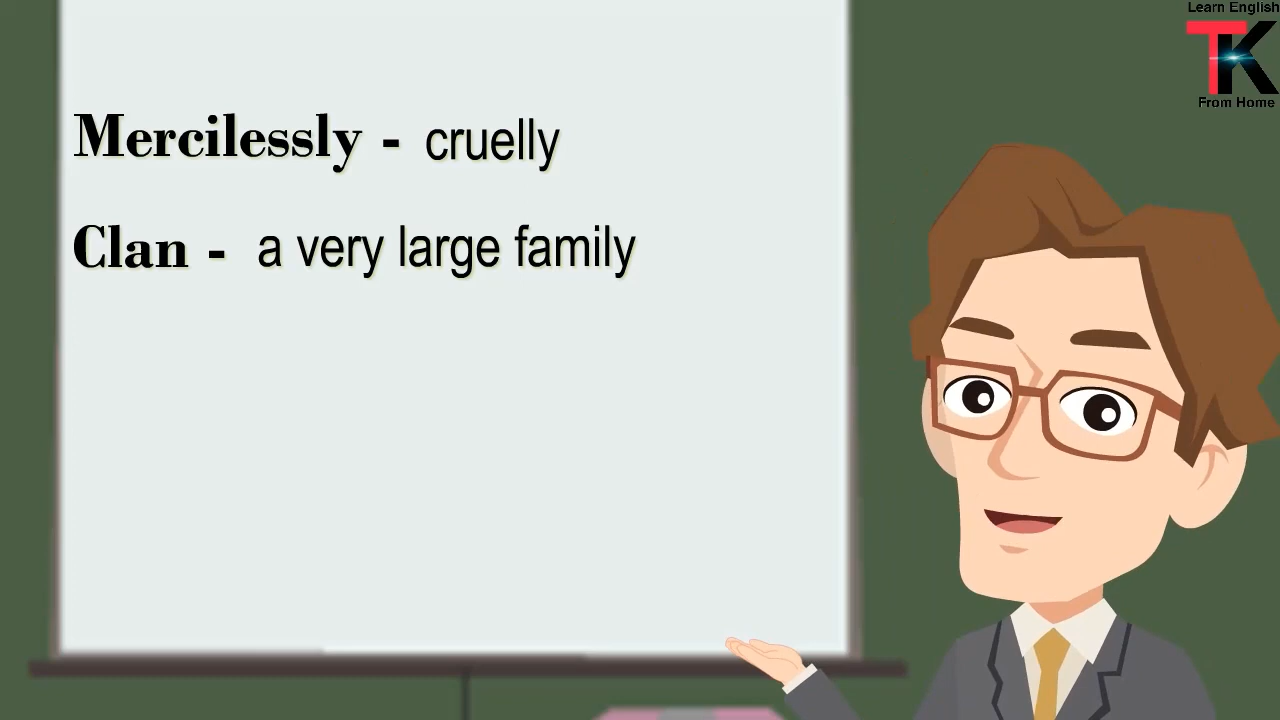 Learn English
TK
From Home
Mercilessly - cruelly
Clan - a very large family